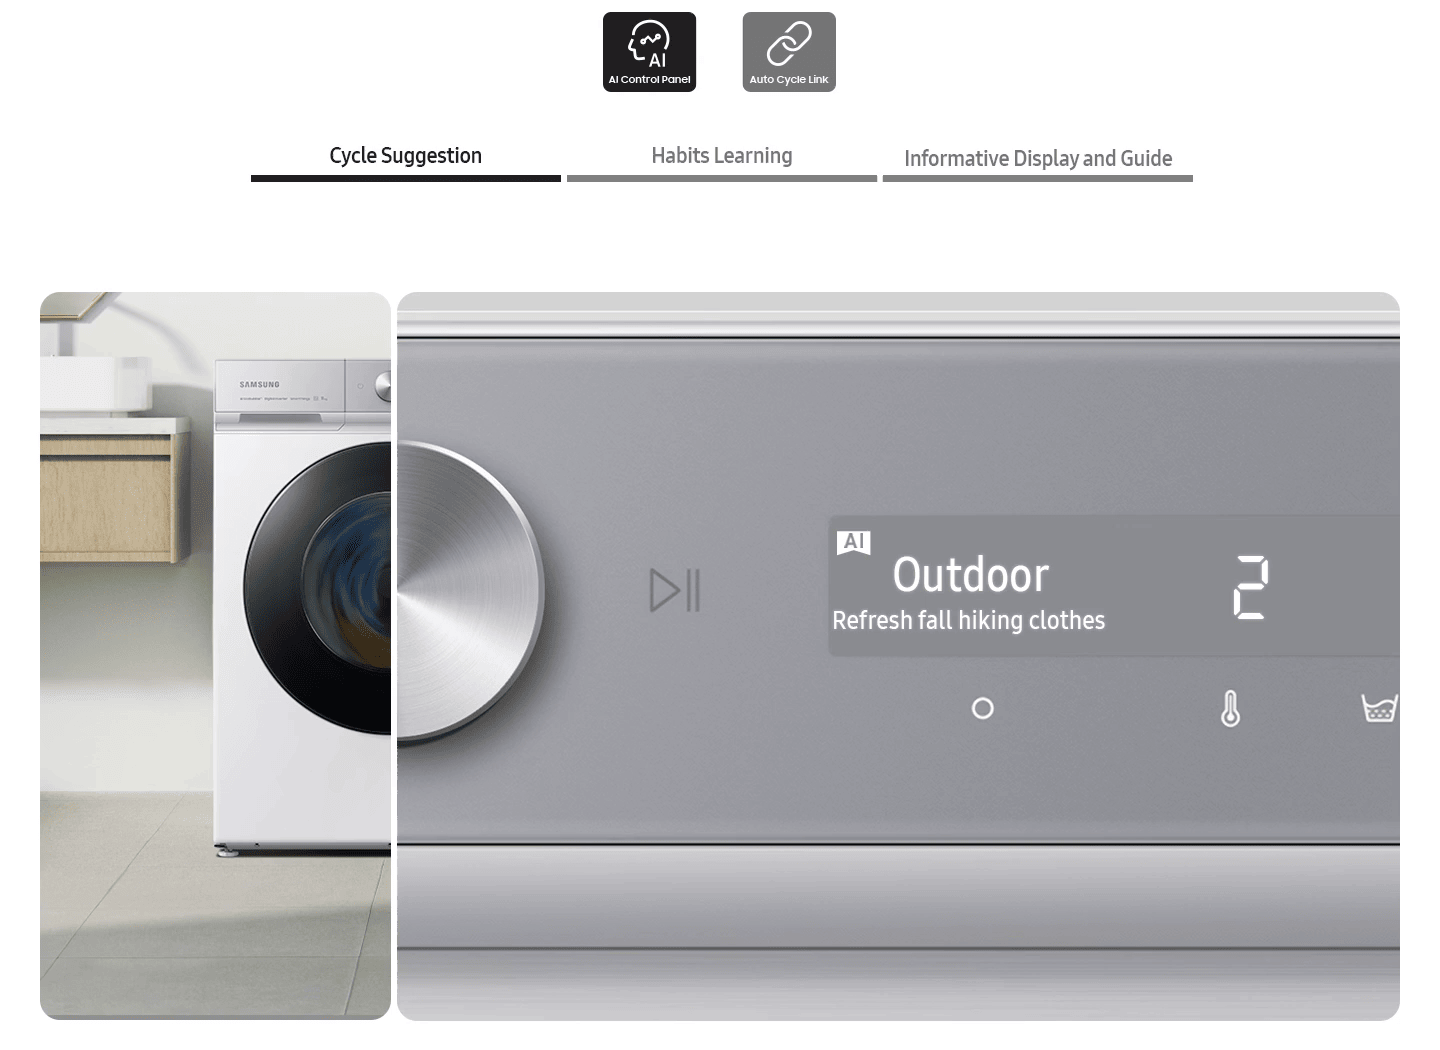 AI
AI Control Panel
Auto Cycle Link
Cycle Suggestion
Habits Learning
Informative Display and Guide
SAMSUNG
AI
Outdoor
Refresh fall hiking clothes
2